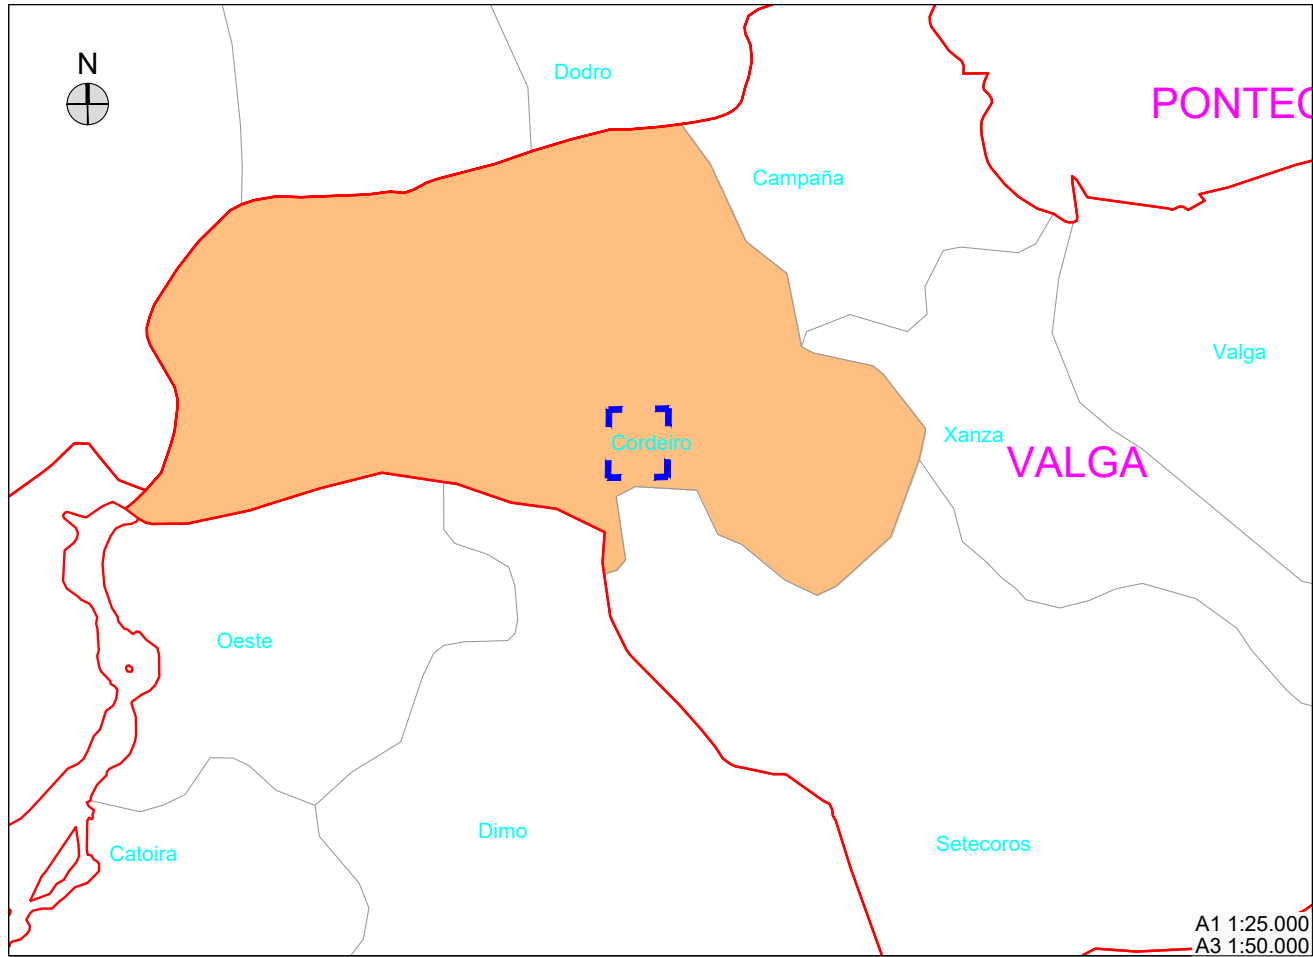 N
Dodro
PONTEC
Campaña
Valga
Xanza
Cordeiro
VALGA
Oeste
Dimo
Setecoros
Catoira
A1 1:25.000
A3 1:50.000